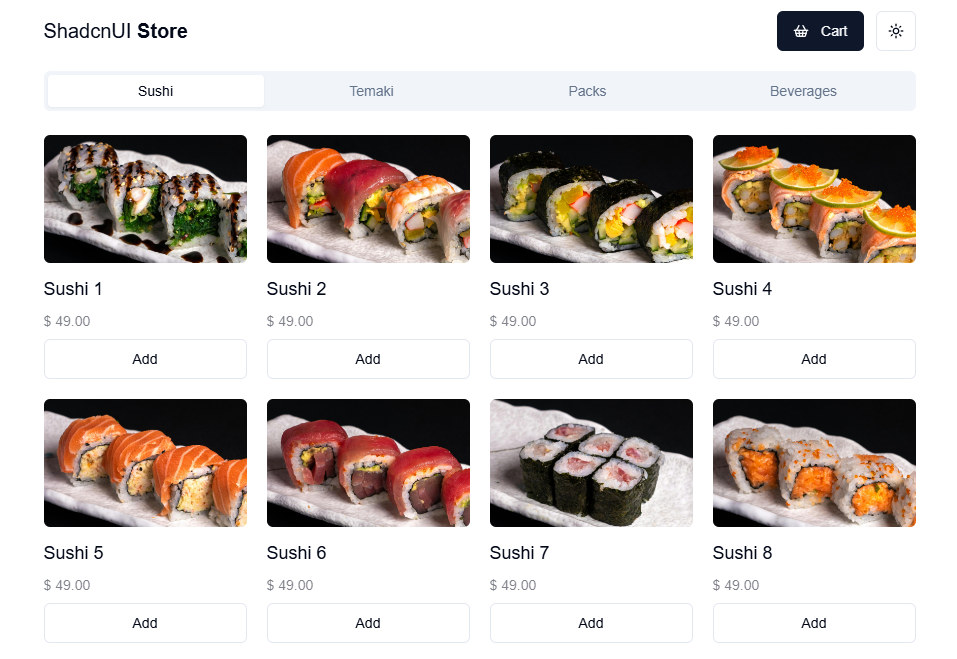 ShadcnUI Store
Cart
Sushi Temaki Packs Beverages
Sushi 1 Sushi 2 Sushi 3 Sushi 4
$ 49.00 $ 49.00 $ 49.00 $ 49.00
Add Add Add Add
Sushi 5 Sushi 6 Sushi 7 Sushi 8
$ 49.00 $ 49.00 $ 49.00 $ 49.00
Add Add Add Add